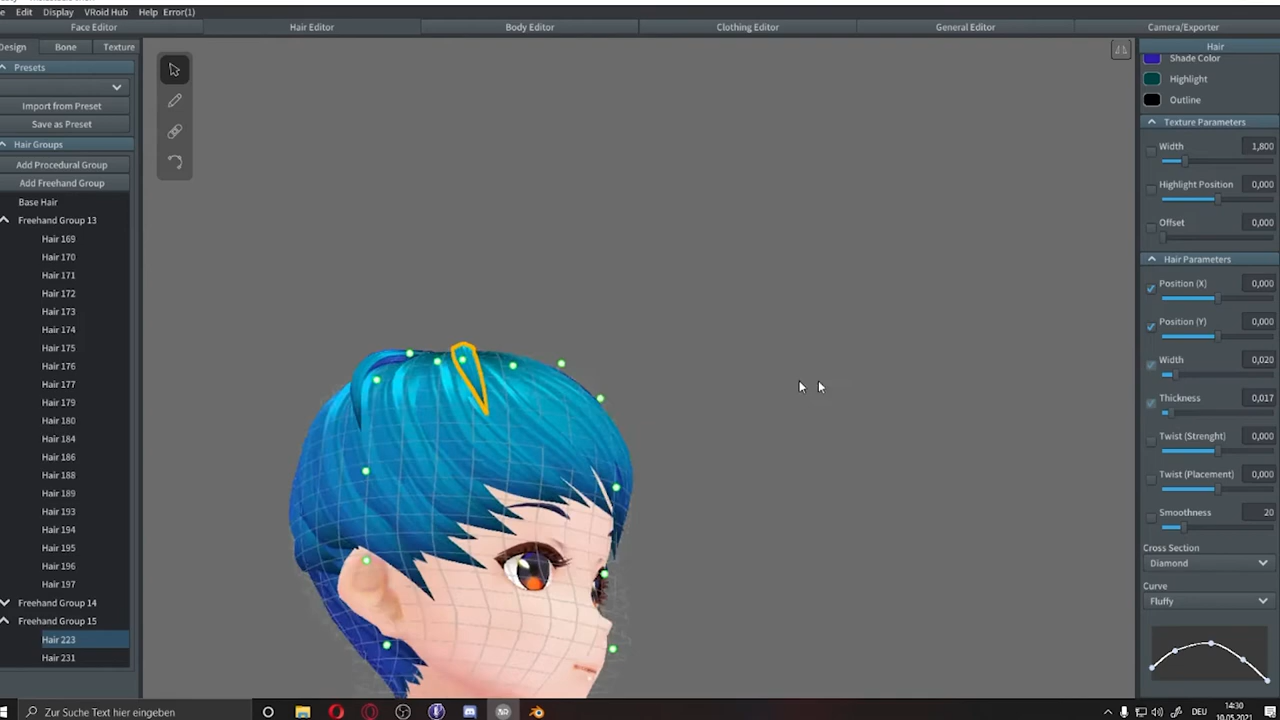 Edit Display VRoid Hub Help Error(1)
Face Editor Hair Editor Body Editor Clothing Editor General Editor Camera/Exporter
Design Bone Texture
Presets
Import from Preset
Save as Preset
Hair Groups
Add Procedural Group
Add Freehand Group
Base Hair
Freehand Group 13
Hair 169
Hair 170
Hair 171
Hair 172
Hair 173
Hair 174
Hair 175
Hair 176
Hair 177
Hair 179
Hair 180
Hair 184
Hair 186
Hair 188
Hair 189
Hair 193
Hair 194
Hair 195
Hair 196
Hair 197
Freehand Group 14
Freehand Group 15
Hair 223
Hair 231
Hair
Shade Color
Highlight
Outline
Texture Parameters
Width 1,800
Highlight Position 0,000
Offset 0,000
Hair Parameters
Position (X) 0,000
Position (Y) 0,000
Width 0,020
Thickness 0,017
Twist (Strenght) 0,000
Twist (Placement) 0,000
Smoothness 20
Cross Section
Diamond
Curve
Fluffy
Zur Suche Text hier eingeben
DEU
14:30
10.05.2021